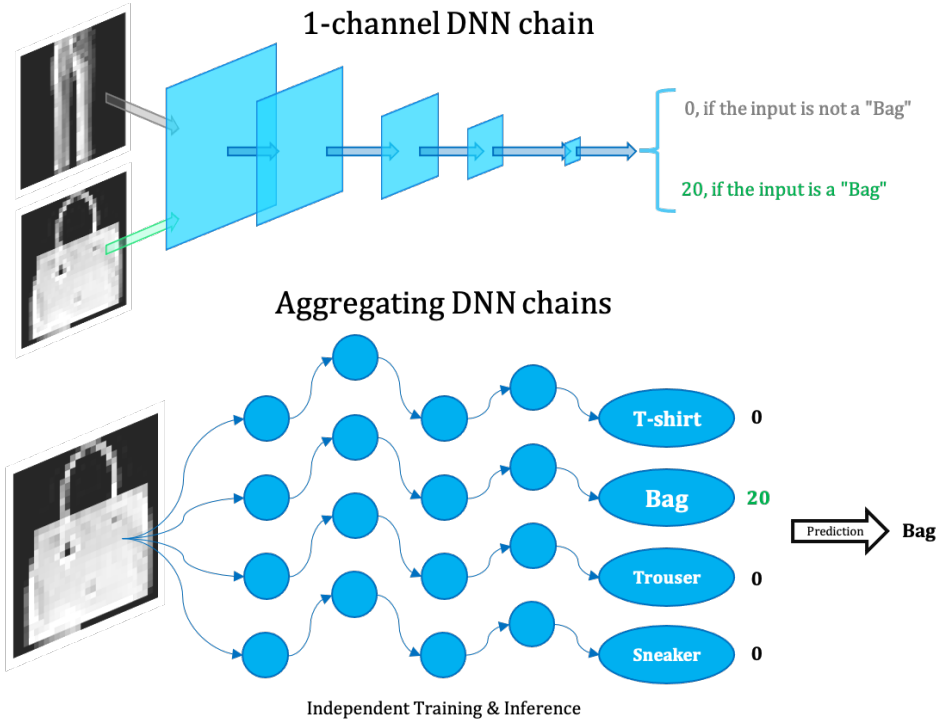 1-channel DNN chain
0, if the input is not a "Bag"
20, if the input is a "Bag"
Aggregating DNN chains
T-shirt 0
Bag 20
Prediction Bag
Trouser 0
Sneaker 0
Independent Training & Inference